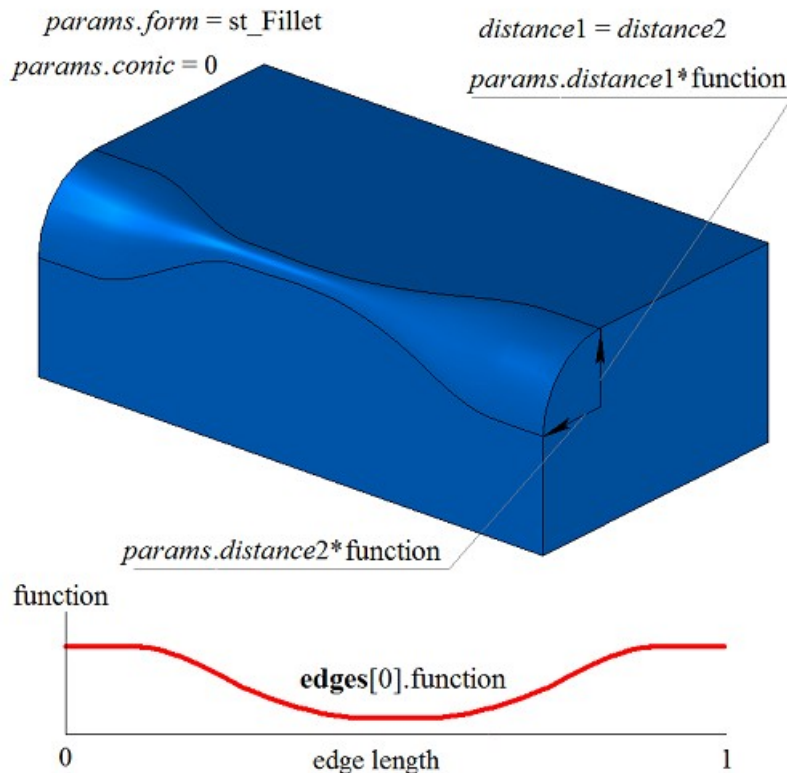 params.form = st_Fillet
params.conic = 0
distance1 = distance2
params.distance1*function
params.distance2*function
function
edges[0].function
0
edge length
1